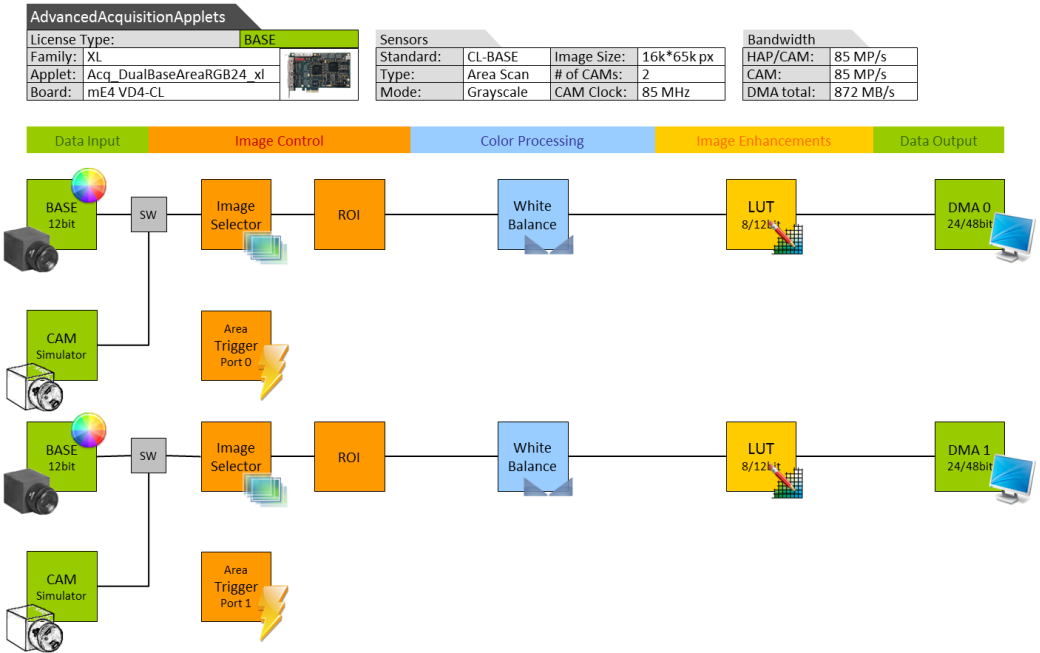 AdvancedAcquisitionApplets
License Type: BASE
Family: XL
Applet: Acq_DualBaseAreaRGB24_xl
Board: mE4 VD4-CL
Sensors
Standard: CL-BASE Image Size: 16k*65k px
Type: Area Scan # of CAMs: 2
Mode: Grayscale CAM Clock: 85 MHz
Bandwidth
HAP/CAM: 85 MP/s
CAM: 85 MP/s
DMA total: 872 MB/s
Data Input Image Control Color Processing Image Enhancements Data Output
BASE
12bit
SW
Image
Selector
ROI
White
Balance
LUT
8/12bit
DMA 0
24/48bit
CAM
Simulator
Area
Trigger
Port 0
BASE
12bit
SW
Image
Selector
ROI
White
Balance
LUT
8/12bit
DMA 1
24/48bit
CAM
Simulator
Area
Trigger
Port 1